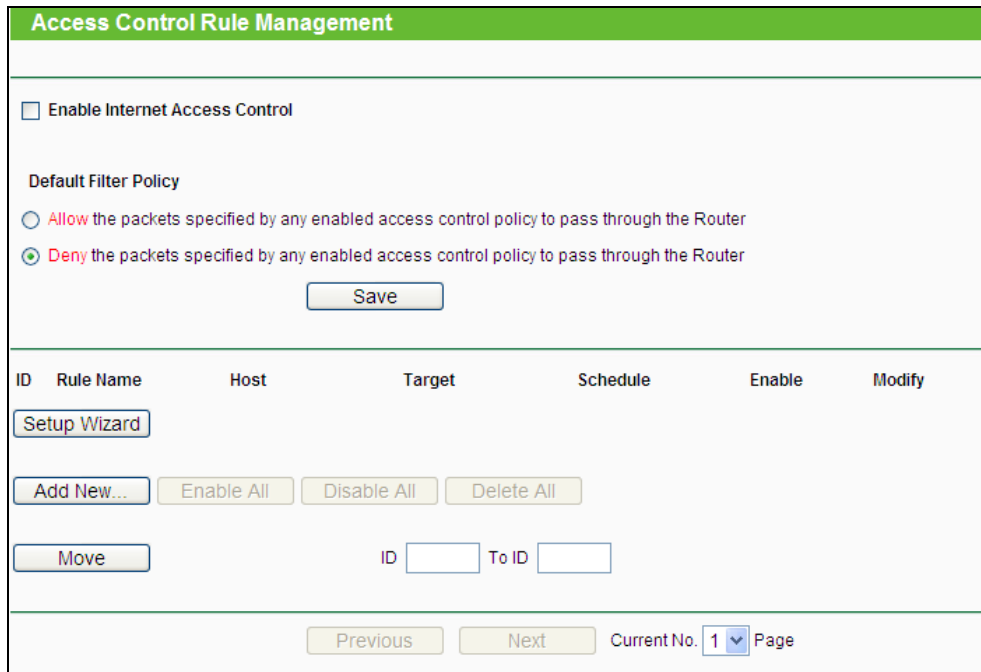 Access Control Rule Management
Enable Internet Access Control
Default Filter Policy
Allow the packets specified by any enabled access control policy to pass through the Router
Deny the packets specified by any enabled access control policy to pass through the Router
Save
ID Rule Name Host Target Schedule Enable Modify
Setup Wizard
Add New... Enable All Disable All Delete All
Move ID To ID
Previous Next Current No. 1 Page